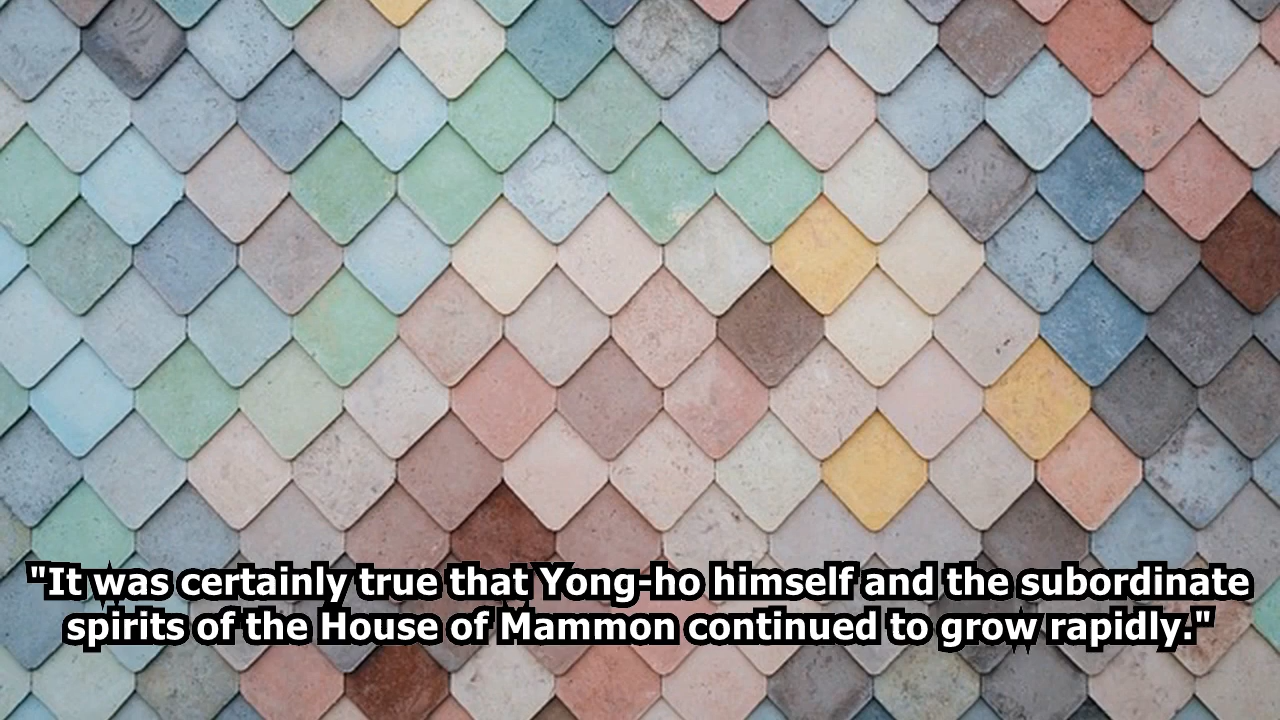 "It was certainly true that Yong-ho himself and the subordinate
spirits of the House of Mammon continued to grow rapidly."